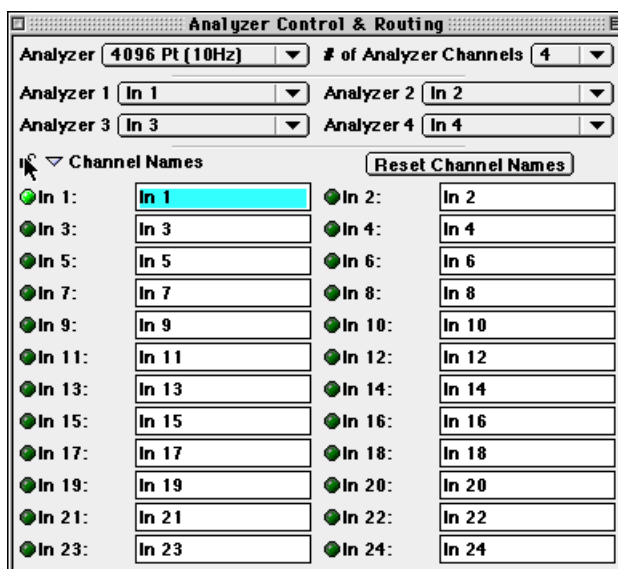 Analyzer Control & Routing
Analyzer 4096 Pt (10Hz) # of Analyzer Channels 4
Analyzer 1 In 1 Analyzer 2 In 2
Analyzer 3 In 3 Analyzer 4 In 4
Channel Names Reset Channel Names
In 1: In 1 In 2: In 2
In 3: In 3 In 4: In 4
In 5: In 5 In 6: In 6
In 7: In 7 In 8: In 8
In 9: In 9 In 10: In 10
In 11: In 11 In 12: In 12
In 13: In 13 In 14: In 14
In 15: In 15 In 16: In 16
In 17: In 17 In 18: In 18
In 19: In 19 In 20: In 20
In 21: In 21 In 22: In 22
In 23: In 23 In 24: In 24